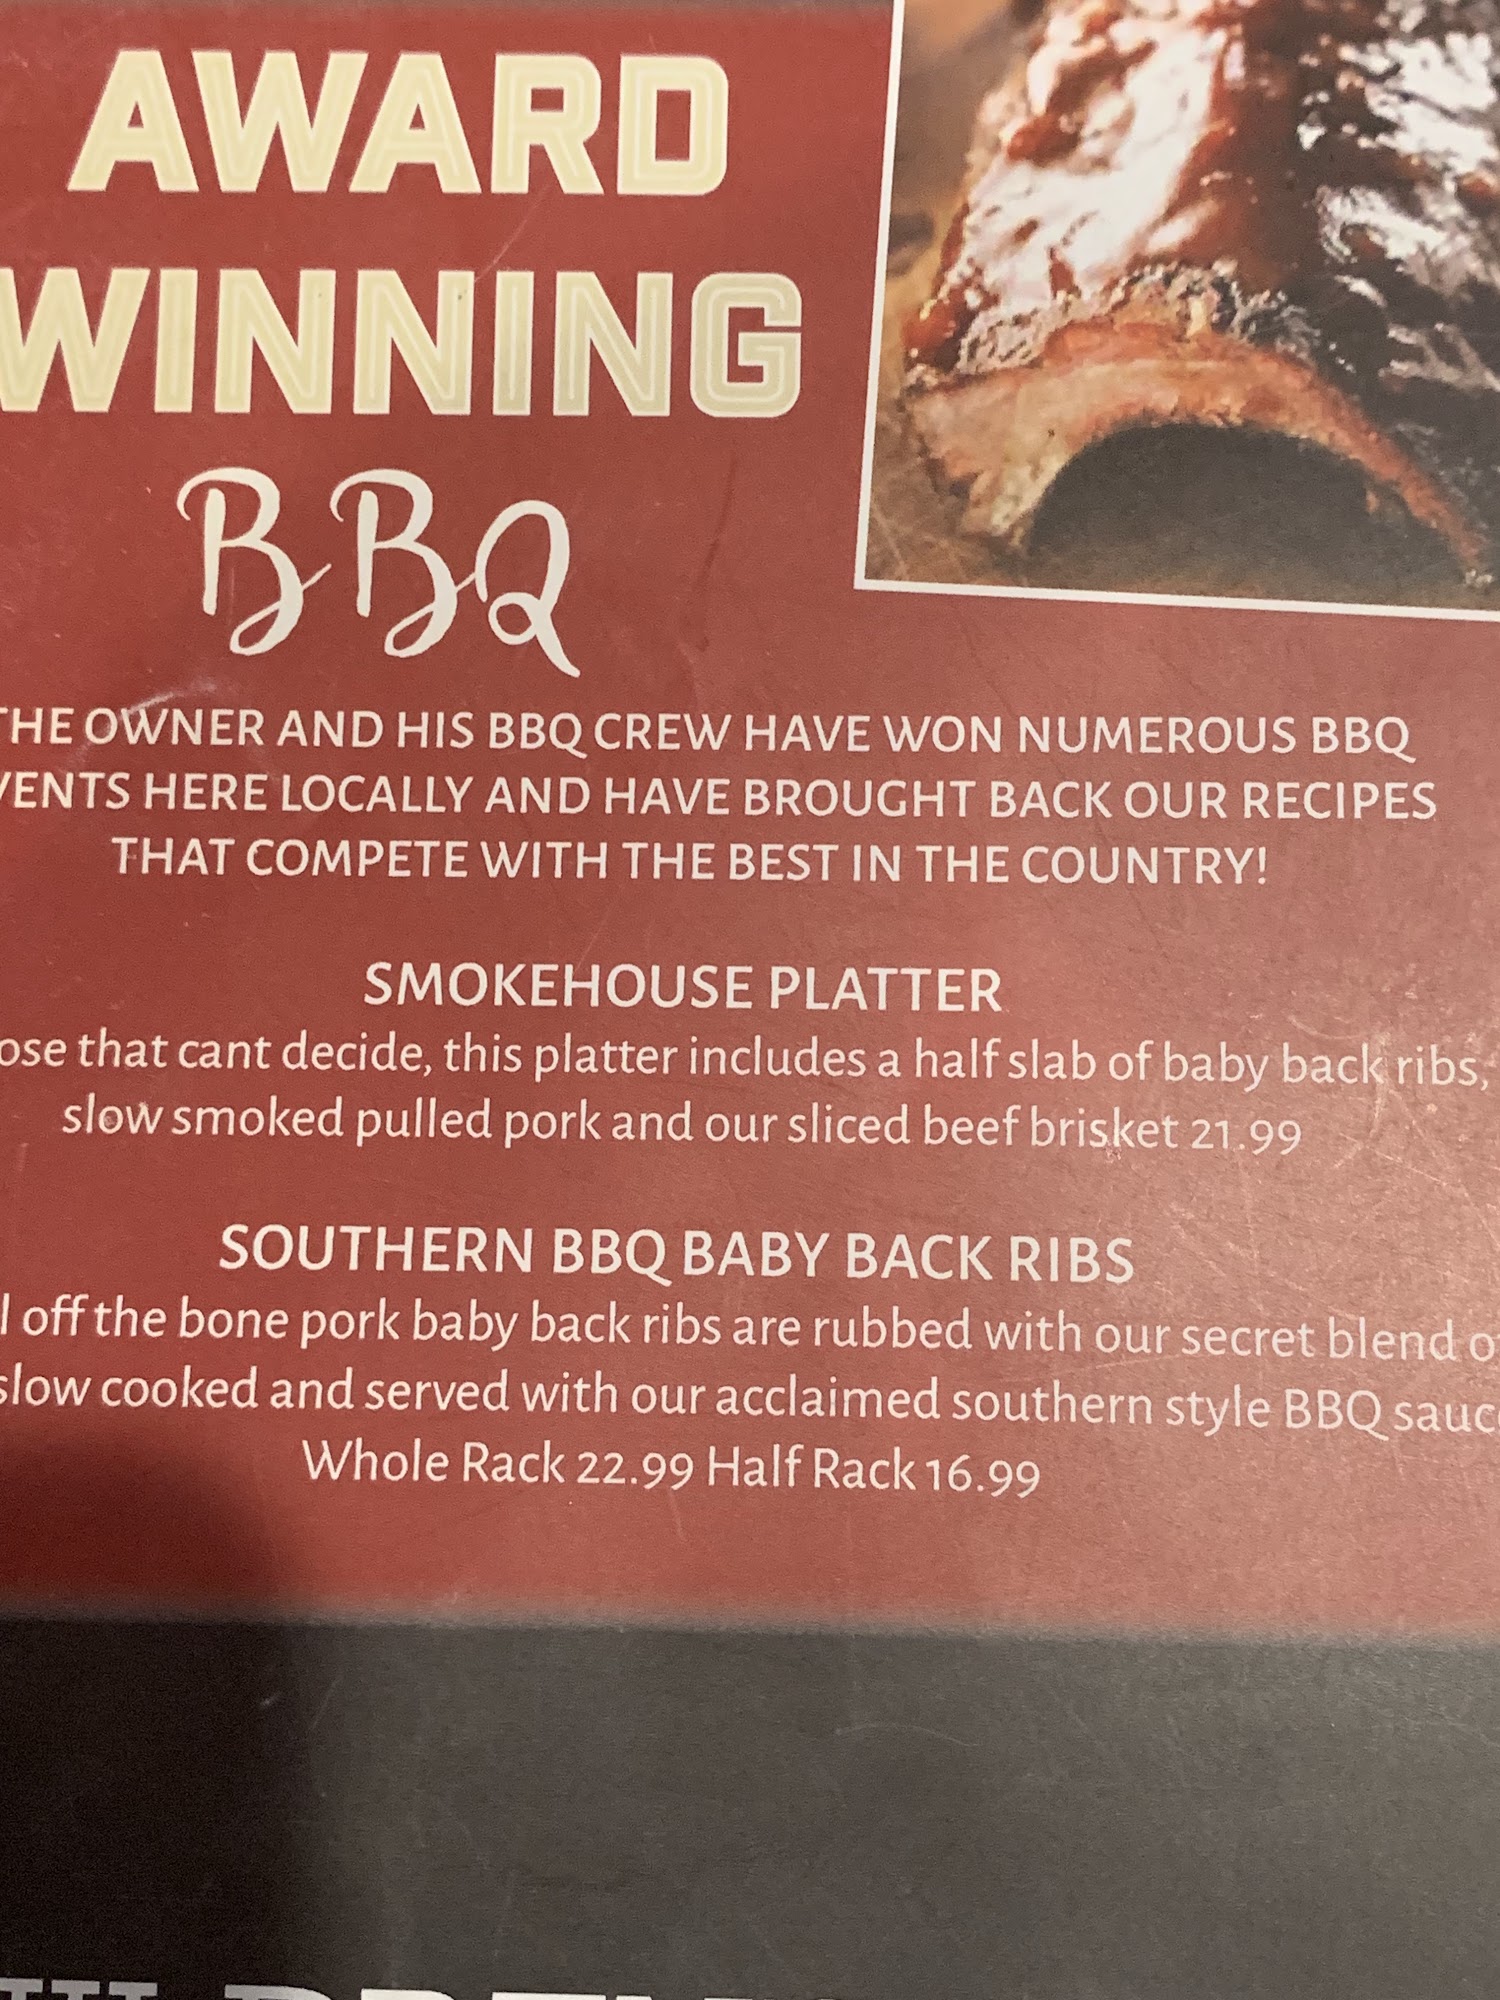 AWARD
WINNING
BBQ
THE OWNER AND HIS BBQ CREW HAVE WON NUMEROUS BBQ
VENTS HERE LOCALLY AND HAVE BROUGHT BACK OUR RECIPES
THAT COMPETE WITH THE BEST IN THE COUNTRY!
SMOKEHOUSE PLATTER
ose that cant decide, this platter includes a half slab of baby back ribs,
slow smoked pulled pork and our sliced beef brisket 21.99
SOUTHERN BBQ BABY BACK RIBS
l off the bone pork baby back ribs are rubbed with our secret blend o
slow cooked and served with our acclaimed southern style BBQ sauc
Whole Rack 22.99 Half Rack 16.99